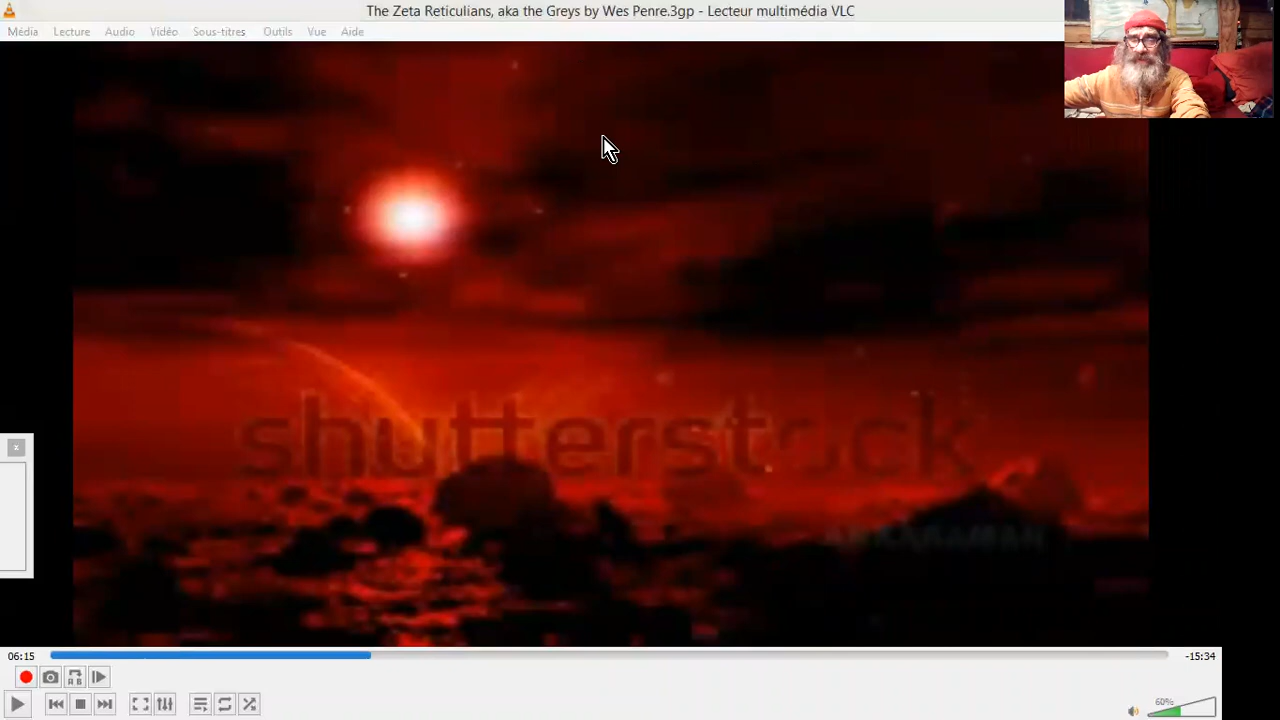 The Zeta Reticulians, aka the Greys by Wes Penre.3gp - Lecteur multimédia VLC
Média Lecture Audio Vidéo Sous-titres Outils Vue Aide
shutterstock
06:15
-15:34
A B
60%